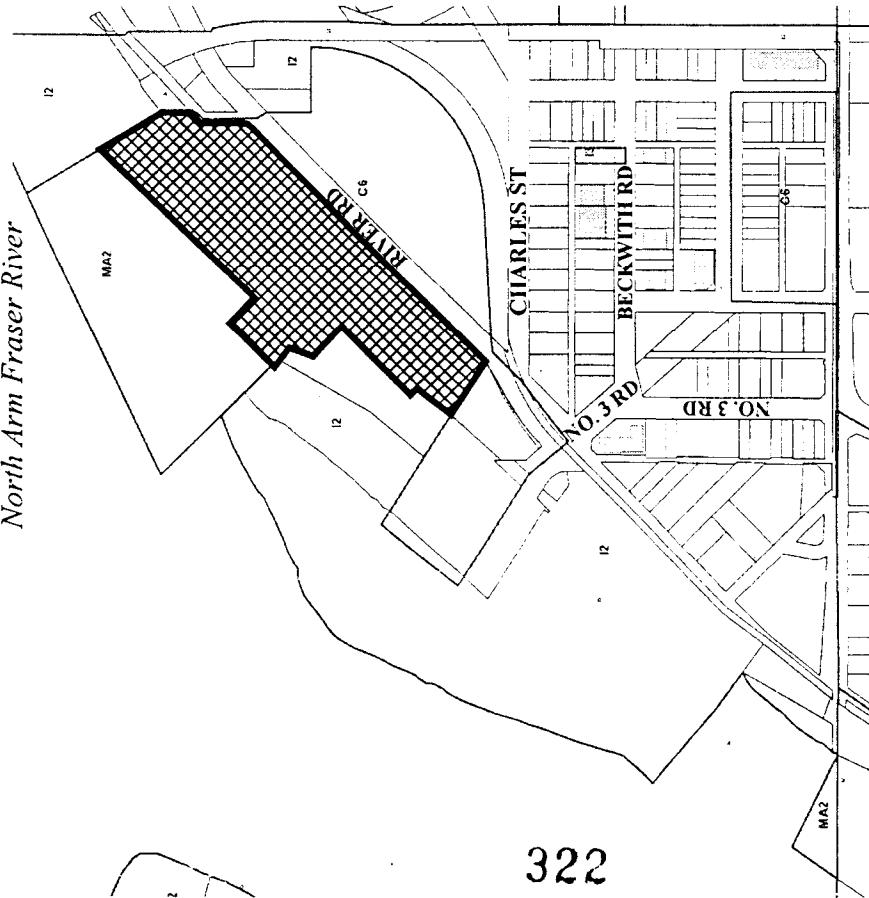 I2
I2
RIVER RD
C6
MA2
North Arm Fraser River
CHARLES ST
BECKWITH RD
C6
I2
NO. 3 RD
NO. 3 RD
I2
MA2
322
2